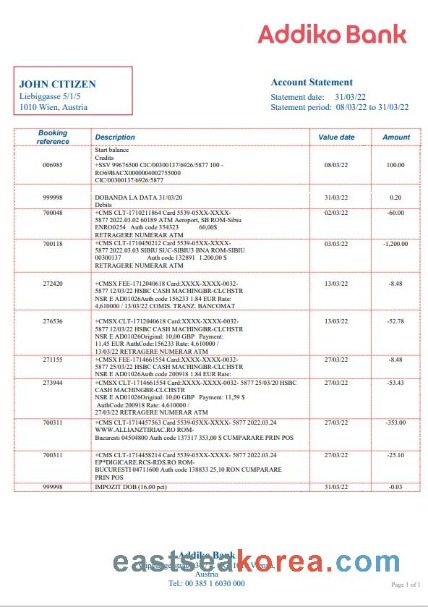 Addiko Bank
JOHN CITIZEN
Liebiggasse 5/1/5
1010 Wien, Austria
Account Statement
Statement date: 31/03/22
Statement period: 08/03/22 to 31/03/22
Booking reference Description Value date Amount
Start balance
Credits
006985 +SSV 99676500 CIC/00300137/6926/5877 100 - 08/03/22 100.00
RO69BACX0000004002755000
CIC/00300137/6926/5877
999998 DOBANDA LA DATA 31/03/20 31/03/22 0.20
Debits
700048 +CMS CLT-1710211864 Card 5539-05XX-XXXX- 02/03/22 -60.00
5877 2022.03.02 60189 ATM Aeroport, SB ROM-Sibiu
ENRO0254 Auth code 354323 60,00$
RETRAGERE NUMERAR ATM
700118 +CMS CLT-1710450212 Card 5539-05XX-XXXX- 03/03/22 -1,200.00
5877 2022.03.03 SIBIU SUC-SIBIU3 BNA ROM-SIBIU
00300137 Auth code 132891 1.200,00 $
RETRAGERE NUMERAR ATM
272420 +CMSX FEE-1712040618 Card:XXXX-XXXX-0032- 13/03/22 -8.48
5877 12/03/22 HSBC CASH MACHINGBR-CLCHSTR
NSR E AD01026Auth code 156233 1.84 EUR Rate:
4,610000 / 13/03/22 COMIS. TRANZ. BANCOMAT
276536 +CMSX CLT-1712040618 Card:XXXX-XXXX-0032- 13/03/22 -52.78
5877 12/03/22 HSBC CASH MACHINGBR-CLCHSTR
NSR E AD01026Original: 10,00 GBP Payment:
11,45 EUR AuthCode:156233 Rate: 4,610000/
13/03/22 RETRAGERE NUMERAR ATM
271155 +CMSX FEE-1714661554 Card:XXXX-XXXX-0032- 27/03/22 -8.48
5877 25/03/22 HSBC CASH MACHINGBR-CLCHSTR
NSR E AD01026Auth code 200918 1.84 EUR:
273944 +CMSX CLT-1714661554 Card:XXXX-XXXX-0032- 5877 25/03/20 HSBC 27/03/22 -53.43
CASH MACHINGBR-CLCHSTR
NSR E AD01026Original: 10,00 GBP Payment: 11,59 $
AuthCode:200918 Rate: 4.610000/
27/03/22 RETRAGERE NUMERAR ATM
700311 +CMS CLT-1714457563 Card 5539-05XX-XXXX- 5877 2022.03.24 27/03/22 -353.00
WWW.ALLIANZTIRIAC.RO ROM-
Bucuresti 04504800 Auth code 137317 353,00 $ CUMPARARE PRIN POS
700311 +CMS CLT-1714458214 Card 5539-05XX-XXXX- 5877 2022.03.24 27/03/22 -25.10
EP*DIGICARE.RCS-RDS.RO ROM-
BUCURESTI 04711600 Auth code 138833 25,10 RON CUMPARARE
PRIN POS
999998 IMPOZIT DOB (16,00 pct) 31/03/22 -0.03
Addiko Bank
eastseakorea.com
Austria
Tel.: 00 385 1 6030 000
Page 1 of 1